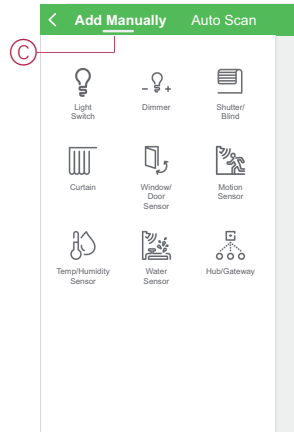 Add Manually Auto Scan
C
Light
Switch
Dimmer
Shutter/
Blind
Curtain
Window/
Door
Sensor
Motion
Sensor
Temp/Humidity
Sensor
Water
Sensor
Hub/Gateway